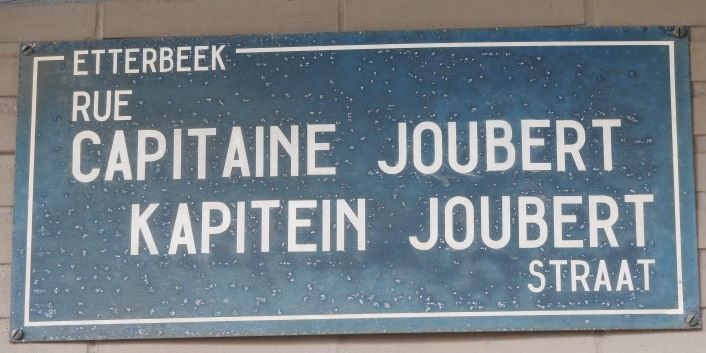 ETTERBEEK
RUE
CAPITAINE JOUBERT
KAPITEIN JOUBERT
STRAAT